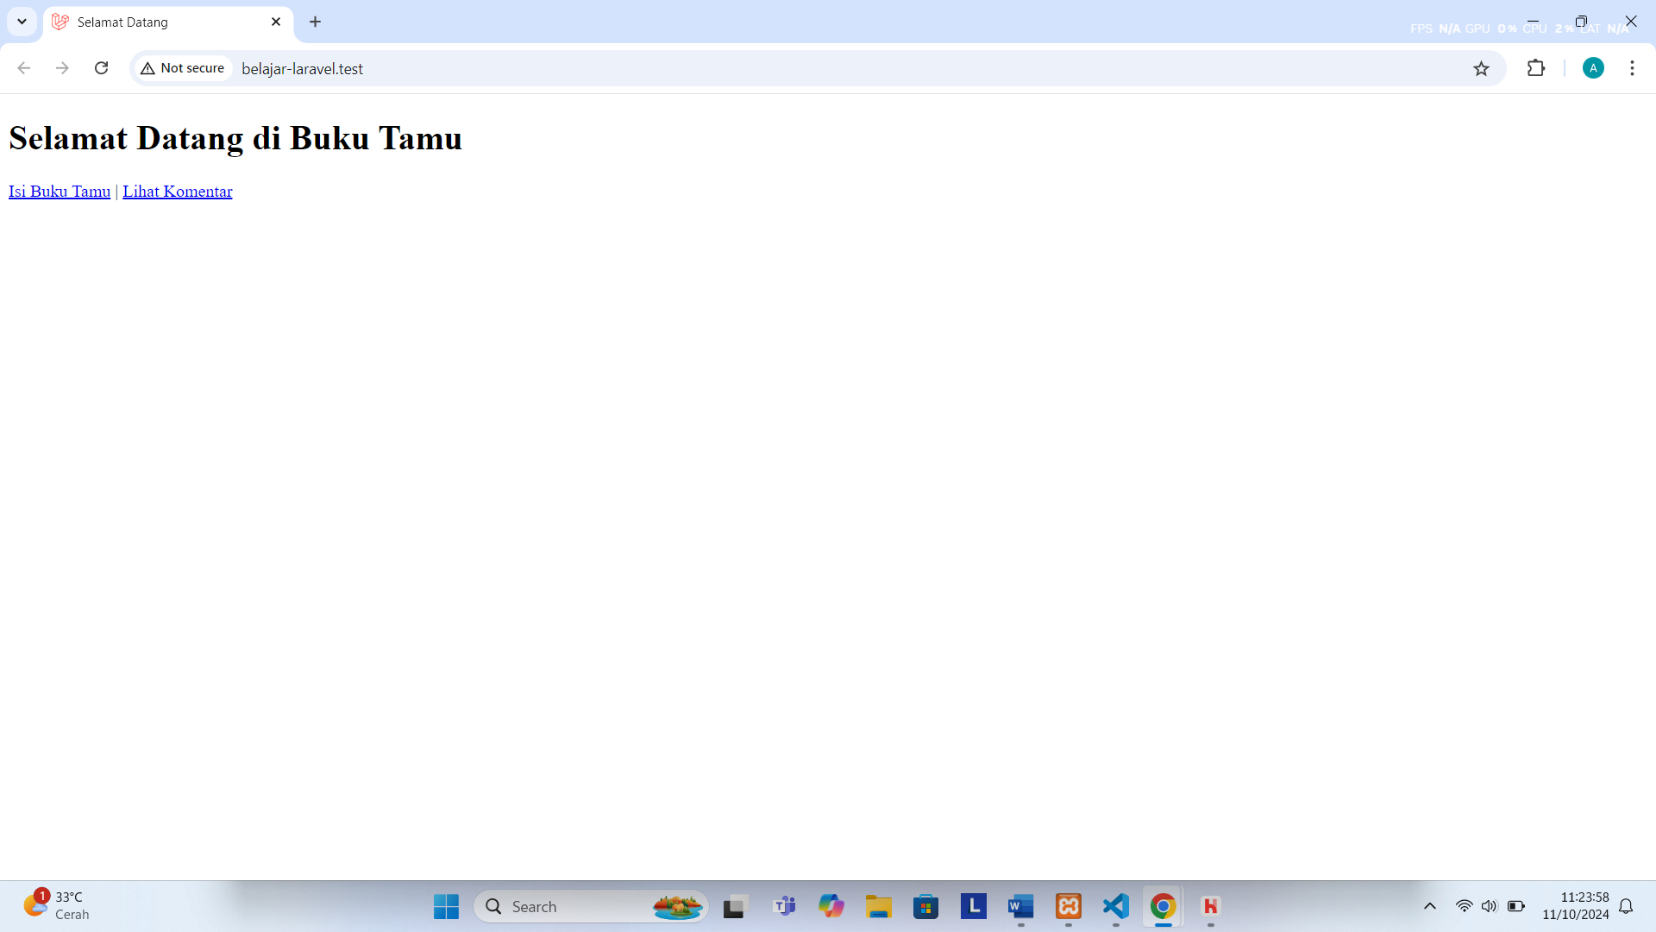 Selamat Datang
FPS N/A GPU 0% CPU 2% LAT N/A
Not secure belajar-laravel.test
A
Selamat Datang di Buku Tamu
Isi Buku Tamu | Lihat Komentar
1
33°C
Cerah
Search
L
W
H
11:23:58
11/10/2024